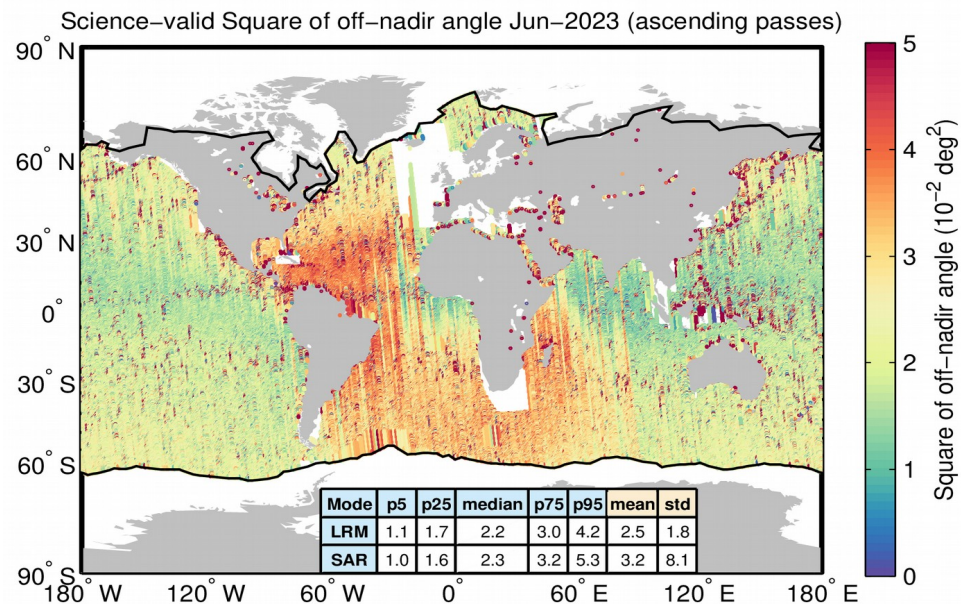 Science−valid Square of off−nadir angle Jun−2023 (ascending passes)
90° N
60° N
30° N
0°
30° S
60° S
90° S
180° W 120° W 60° W 0° 60° E 120° E 180° E
Mode p5 p25 median p75 p95 mean std
LRM 1.1 1.7 2.2 3.0 4.2 2.5 1.8
SAR 1.0 1.6 2.3 3.2 5.3 3.2 8.1
5
4
3
2
1
0
Square of off−nadir angle (10⁻² deg²)